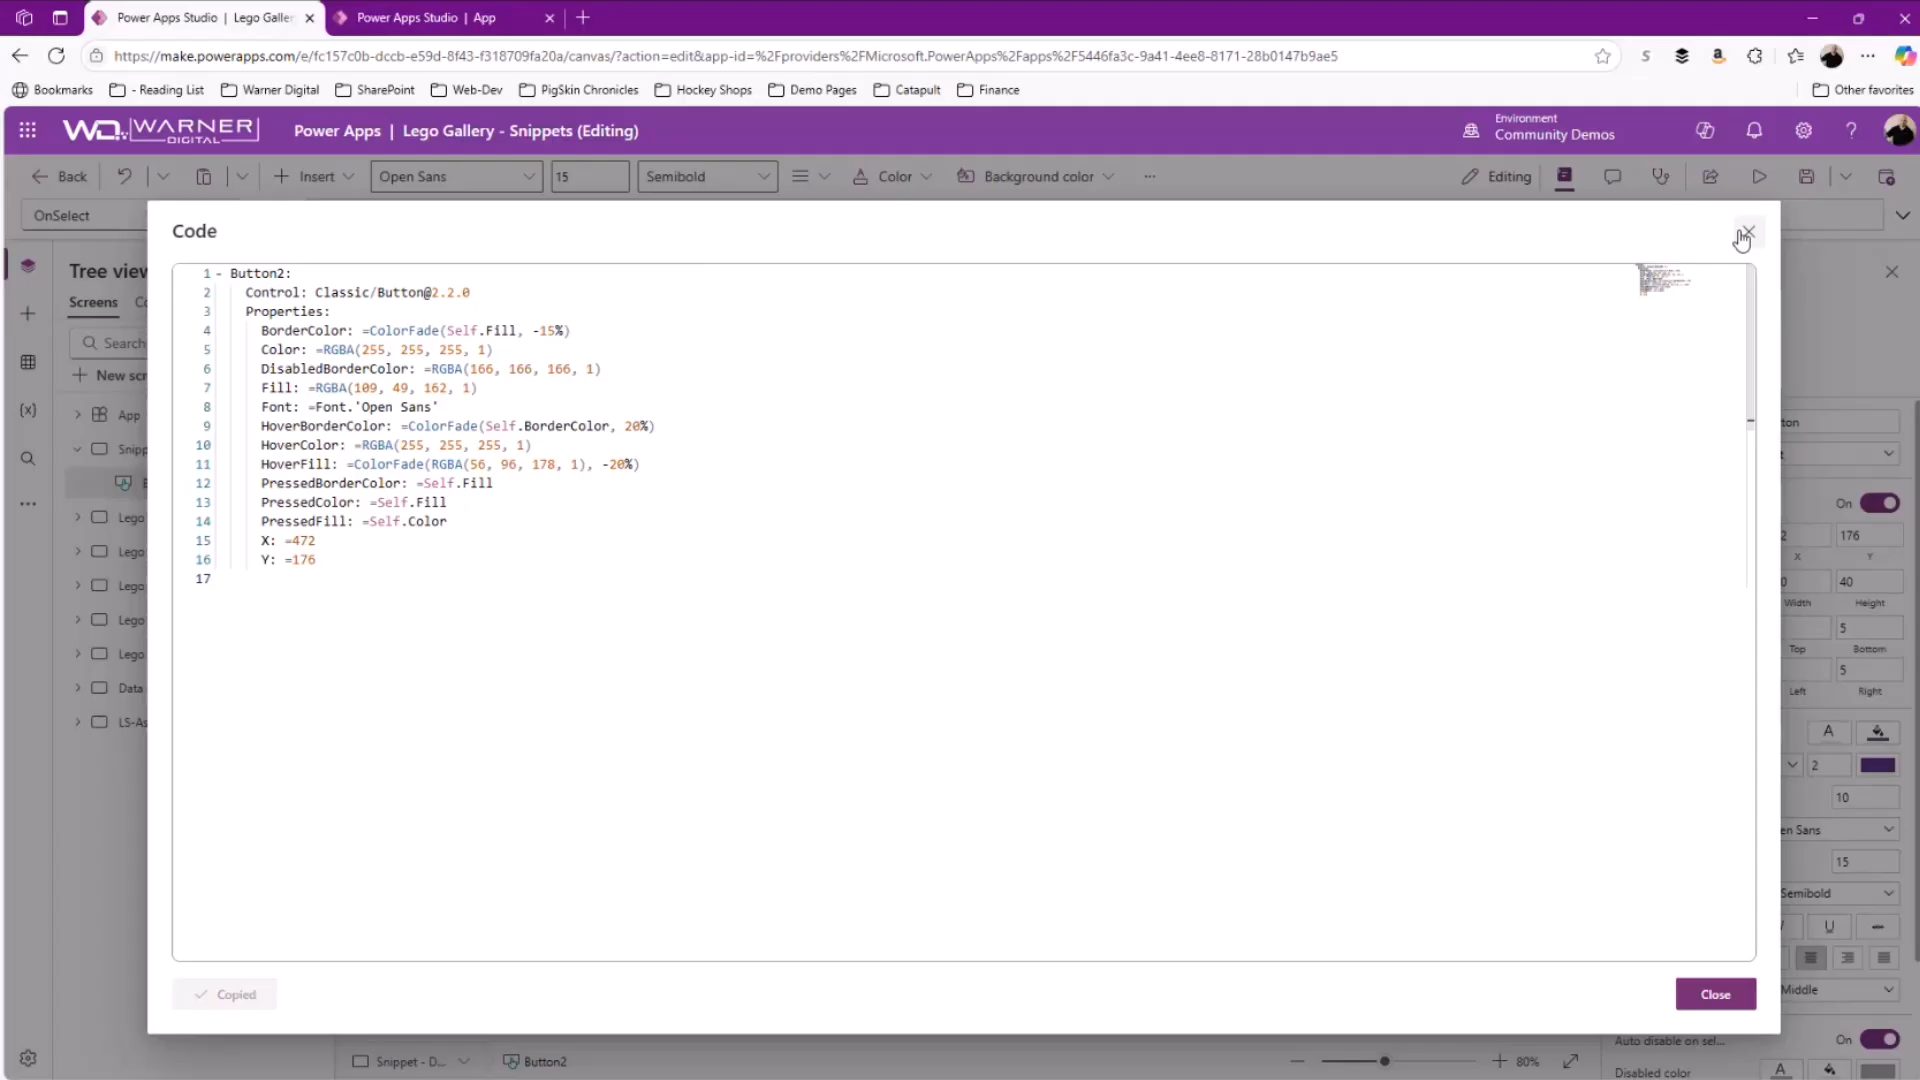 Power Apps Studio | Lego Galler
Power Apps Studio | App
https://make.powerapps.com/e/fc157c0b-dccb-e59d-8f43-f318709fa20a/canvas/?action=edit&app-id=%2Fproviders%2FMicrosoft.PowerApps%2Fapps%2F5446fa3c-9a41-4ee8-8171-28b0147b9ae5
Bookmarks - Reading List Warner Digital SharePoint Web-Dev PigSkin Chronicles Hockey Shops Demo Pages Catapult Finance Other favorites
WD. WARNER DIGITAL Power Apps | Lego Gallery - Snippets (Editing)
Environment
Community Demos
Back Insert Open Sans 15 Semibold Color Background color ... Editing
OnSelect
Code
Tree view
Screens
Search
New scr
App
Snipp
Lego
Lego
Lego
Lego
Lego
Data
LS-As
1 - Button2:
2 Control: Classic/Button@2.2.0
3 Properties:
4 BorderColor: =ColorFade(Self.Fill, -15%)
5 Color: =RGBA(255, 255, 255, 1)
6 DisabledBorderColor: =RGBA(166, 166, 166, 1)
7 Fill: =RGBA(109, 49, 162, 1)
8 Font: =Font.'Open Sans'
9 HoverBorderColor: =ColorFade(Self.BorderColor, 20%)
10 HoverColor: =RGBA(255, 255, 255, 1)
11 HoverFill: =ColorFade(RGBA(56, 96, 178, 1), -20%)
12 PressedBorderColor: =Self.Fill
13 PressedColor: =Self.Fill
14 PressedFill: =Self.Color
15 X: =472
16 Y: =176
17
Copied
Close
ton
On
2 176
X Y
0 40
Width Height
5
Top Bottom
5
Left Right
A
2
10
en Sans
15
Semibold
U
Middle
Auto disable on sel... On
Disabled color A
Snippet - D... Button2 80%